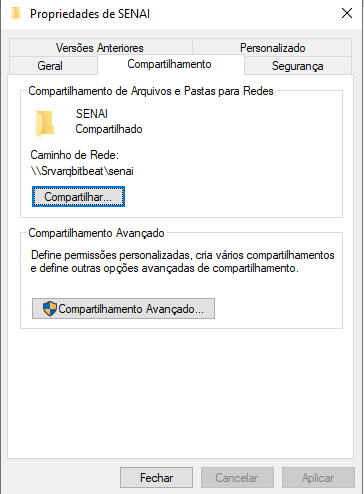 Propriedades de SENAI
Versões Anteriores
Personalizado
Geral
Compartilhamento
Segurança
Compartilhamento de Arquivos e Pastas para Redes
SENAI
Compartilhado
Caminho de Rede:
\\Srvarqbitbeat\senai
Compartilhar...
Compartilhamento Avançado
Define permissões personalizadas, cria vários compartilhamentos
e define outras opções avançadas de compartilhamento.
Compartilhamento Avançado...
Fechar
Cancelar
Aplicar